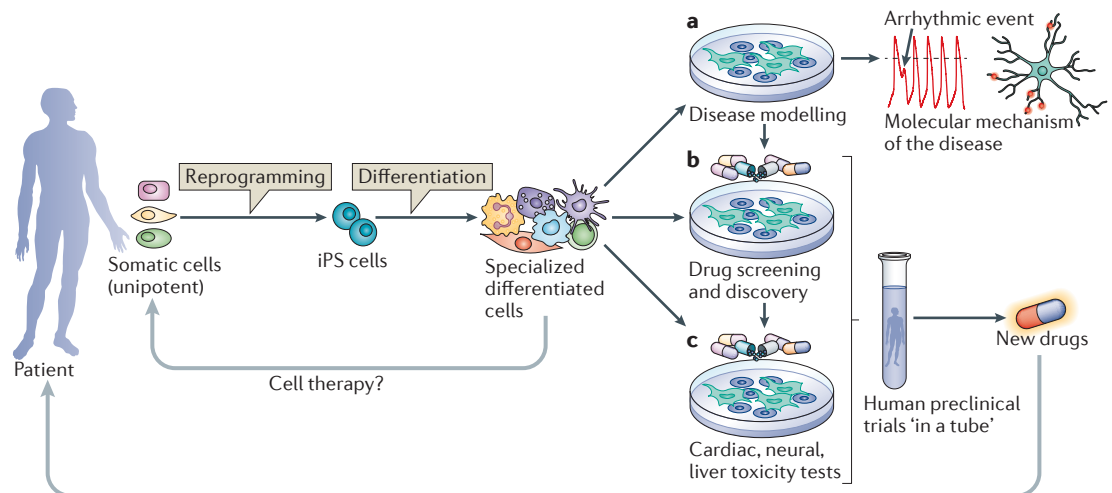 a
Arrhythmic event
Disease modelling
Molecular mechanism
of the disease
b
Reprogramming
Differentiation
Somatic cells
(unipotent)
iPS cells
Specialized
differentiated
cells
Drug screening
and discovery
c
Patient
Cell therapy?
New drugs
Human preclinical
trials ‘in a tube’
Cardiac, neural,
liver toxicity tests